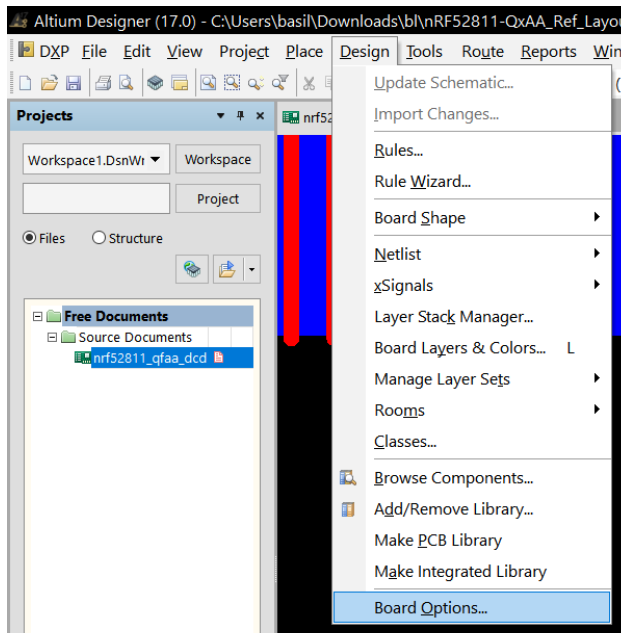 Altium Designer (17.0) - C:\Users\basil\Downloads\bl\nRF52811-QxAA_Ref_Layou
DXP File Edit View Project Place Design Tools Route Reports Win
Projects
nrf52
Workspace1.DsnWr
Workspace
Project
Files Structure
Free Documents
Source Documents
nrf52811_qfaa_dcd
Update Schematic...
Import Changes...
Rules...
Rule Wizard...
Board Shape
Netlist
xSignals
Layer Stack Manager...
Board Layers & Colors... L
Manage Layer Sets
Rooms
Classes...
Browse Components...
Add/Remove Library...
Make PCB Library
Make Integrated Library
Board Options...